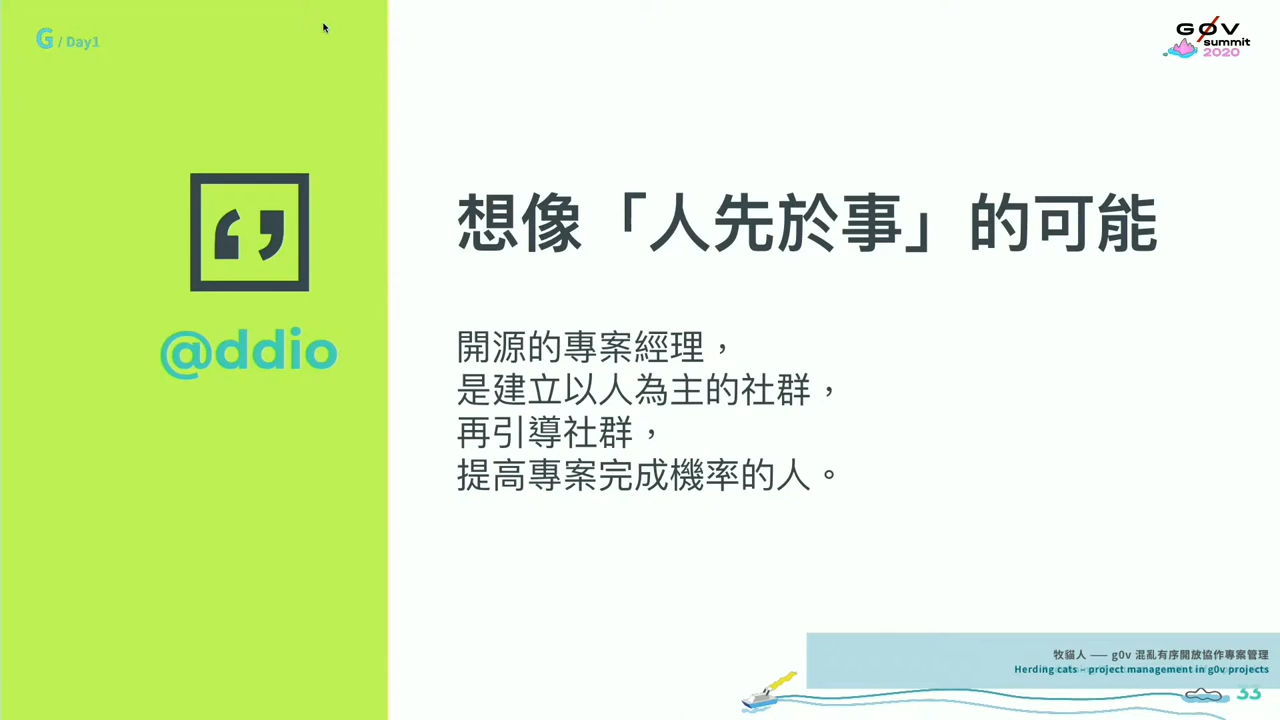 G / Day1
G0V
summit
2020
想像「人先於事」的可能
@ddio
開源的專案經理，
是建立以人為主的社群，
再引導社群，
提高專案完成機率的人。
牧貓人 —— g0v 混亂有序開放協作專案管理
Herding cats - project management in g0v projects
33